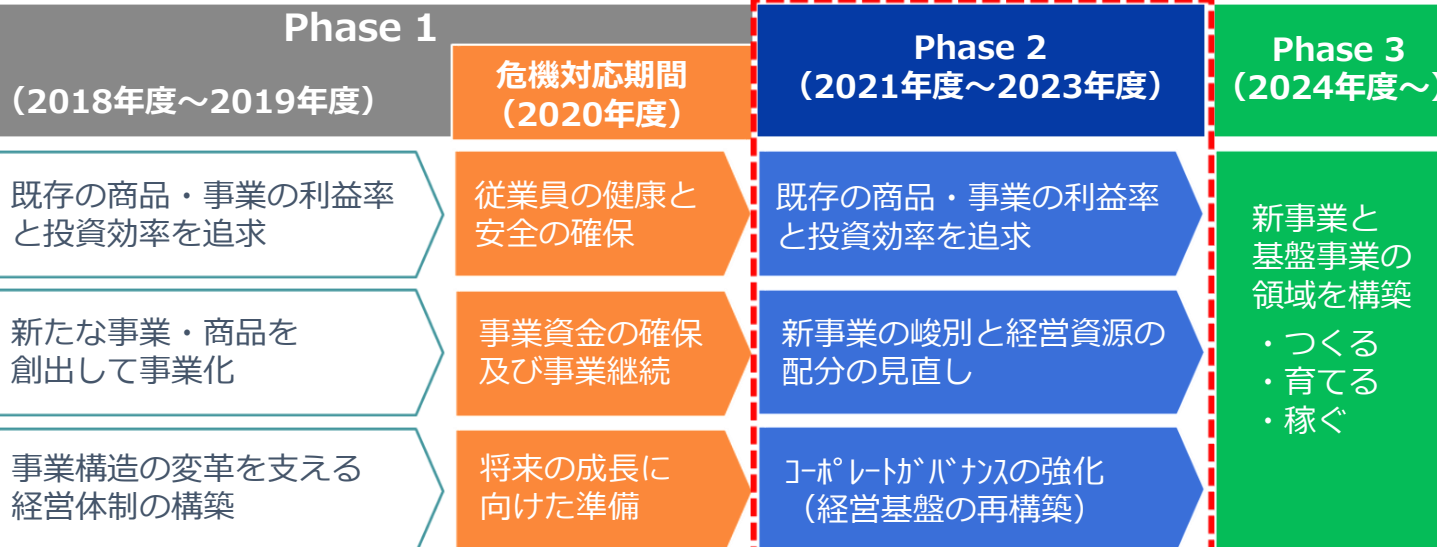 Phase 1
（2018年度～2019年度）
危機対応期間
（2020年度）
Phase 2
（2021年度～2023年度）
Phase 3
（2024年度～）
既存の商品・事業の利益率
と投資効率を追求
従業員の健康と
安全の確保
既存の商品・事業の利益率
と投資効率を追求
新たな事業・商品を
創出して事業化
事業資金の確保
及び事業継続
新事業の峻別と経営資源の
配分の見直し
事業構造の変革を支える
経営体制の構築
将来の成長に
向けた準備
ｺｰﾎﾟﾚｰﾄｶﾞﾊﾞﾅﾝｽの強化
（経営基盤の再構築）
新事業と
基盤事業の
領域を構築
・つくる
・育てる
・稼ぐ